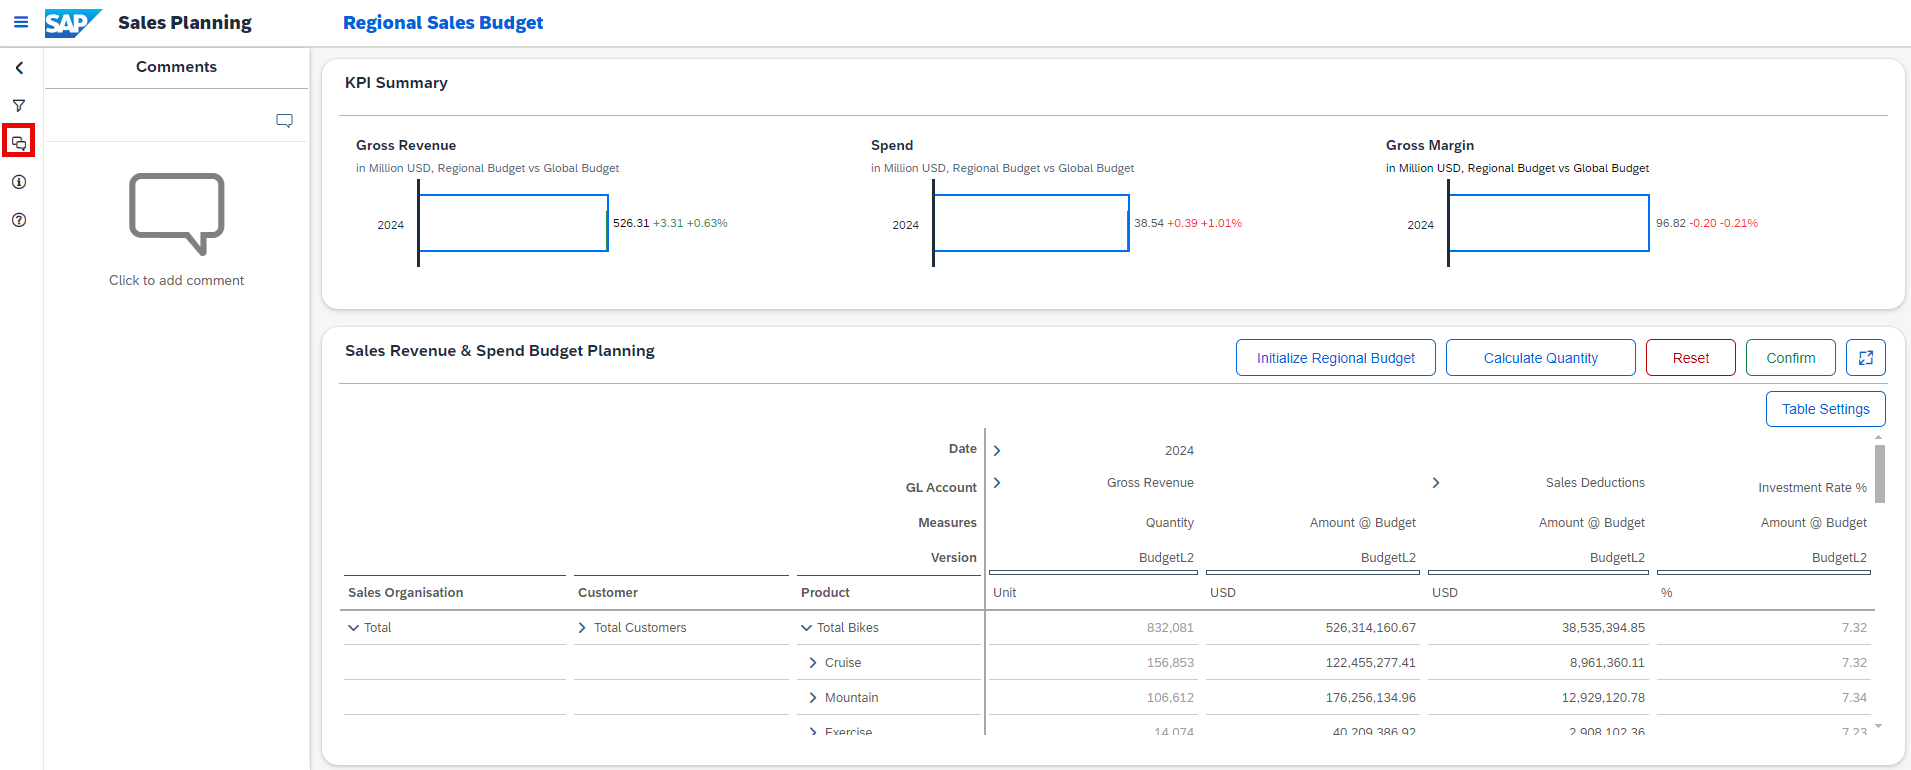 SAP Sales Planning Regional Sales Budget
Comments
Click to add comment
KPI Summary
Gross Revenue
in Million USD, Regional Budget vs Global Budget
2024 526.31 +3.31 +0.63%
Spend
in Million USD, Regional Budget vs Global Budget
2024 38.54 +0.39 +1.01%
Gross Margin
in Million USD, Regional Budget vs Global Budget
2024 96.82 -0.20 -0.21%
Sales Revenue & Spend Budget Planning Initialize Regional Budget Calculate Quantity Reset Confirm
Table Settings
Date 2024
GL Account Gross Revenue Sales Deductions Investment Rate %
Measures Quantity Amount @ Budget Amount @ Budget Amount @ Budget
Version BudgetL2 BudgetL2 BudgetL2 BudgetL2
Sales Organisation Customer Product Unit USD USD %
Total Total Customers Total Bikes 832,081 526,314,160.67 38,535,394.85 7.32
Cruise 156,853 122,455,277.41 8,961,360.11 7.32
Mountain 106,612 176,256,134.96 12,929,120.78 7.34
Exercise 14,074 40,209,386.92 2,908,102.36 7.23